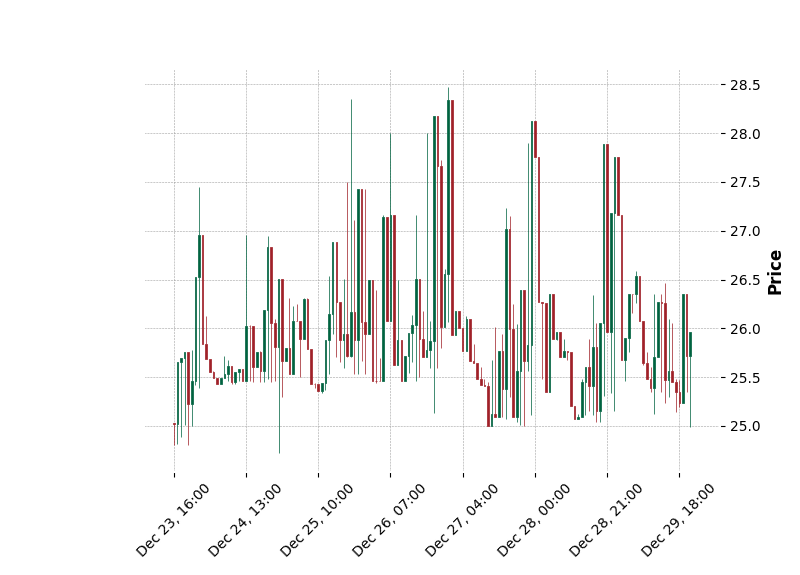 28.5
28.0
27.5
27.0
26.5
26.0
25.5
25.0
Price
Dec 23, 16:00
Dec 24, 13:00
Dec 25, 10:00
Dec 26, 07:00
Dec 27, 04:00
Dec 28, 00:00
Dec 28, 21:00
Dec 29, 18:00